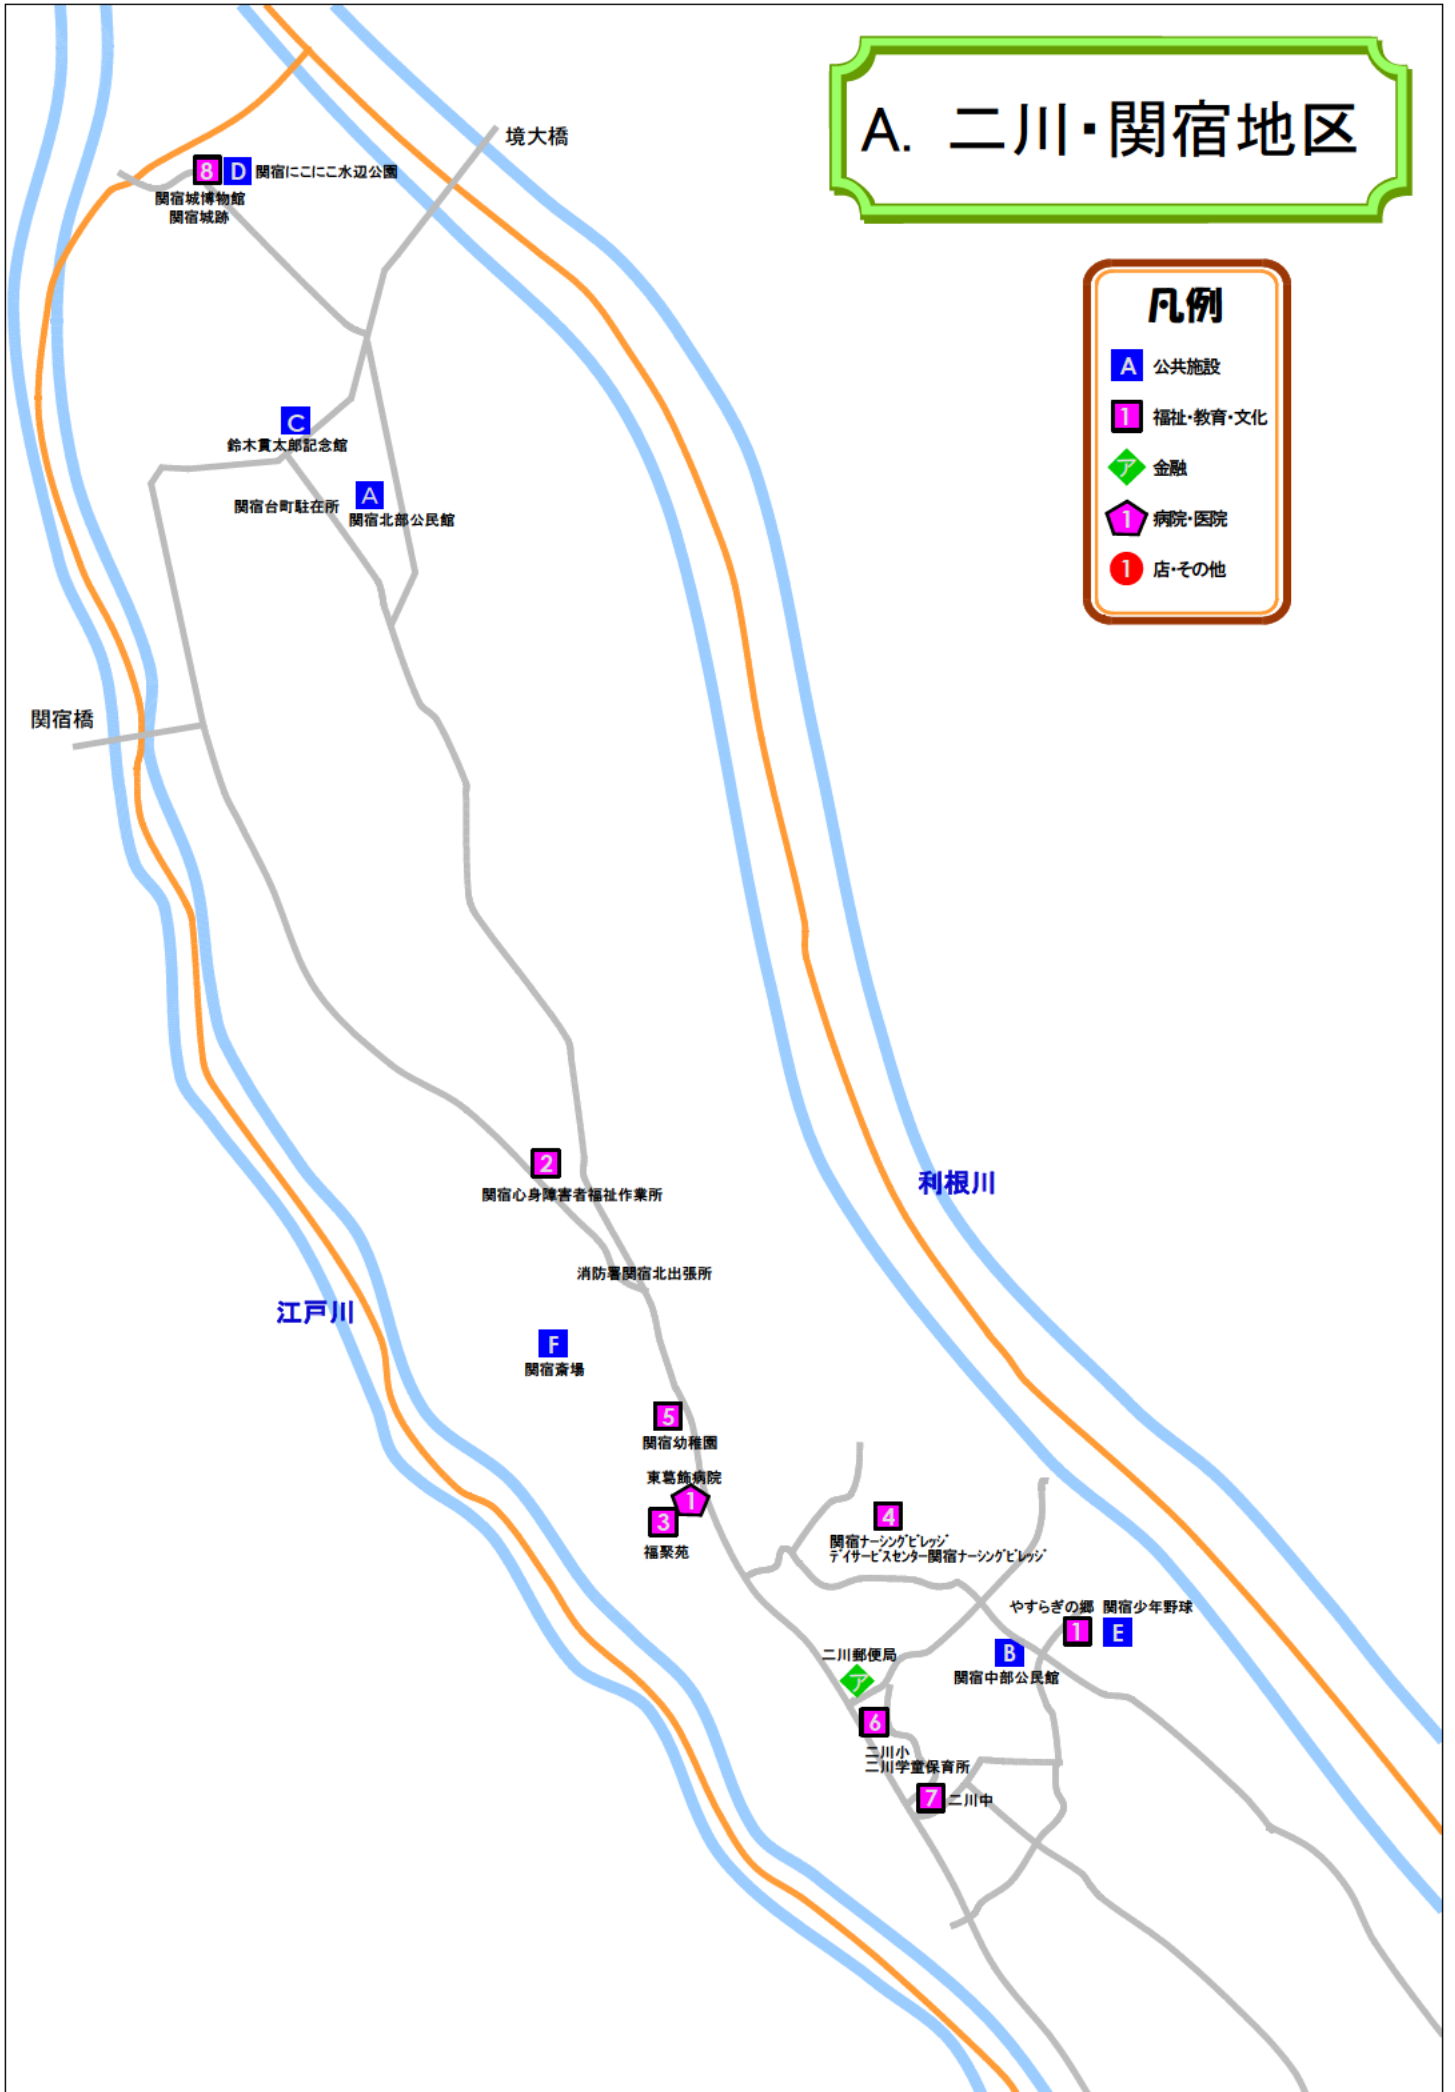 A. 二川・関宿地区
境大橋
8 D 関宿にこにこ水辺公園
関宿城博物館
関宿城跡
凡例
A 公共施設
1 福祉・教育・文化
ア 金融
1 病院・医院
1 店・その他
C
鈴木貫太郎記念館
関宿台町駐在所
A
関宿北部公民館
関宿橋
2
関宿心身障害者福祉作業所
利根川
消防署関宿北出張所
江戸川
F
関宿斎場
5
関宿幼稚園
東葛飾病院
1
3
福聚苑
4
関宿ナーシングビレッジ
デイサービスセンター関宿ナーシングビレッジ
やすらぎの郷 関宿少年野球
1 E
B
関宿中部公民館
二川郵便局
ア
6
二川小
二川学童保育所
7 二川中